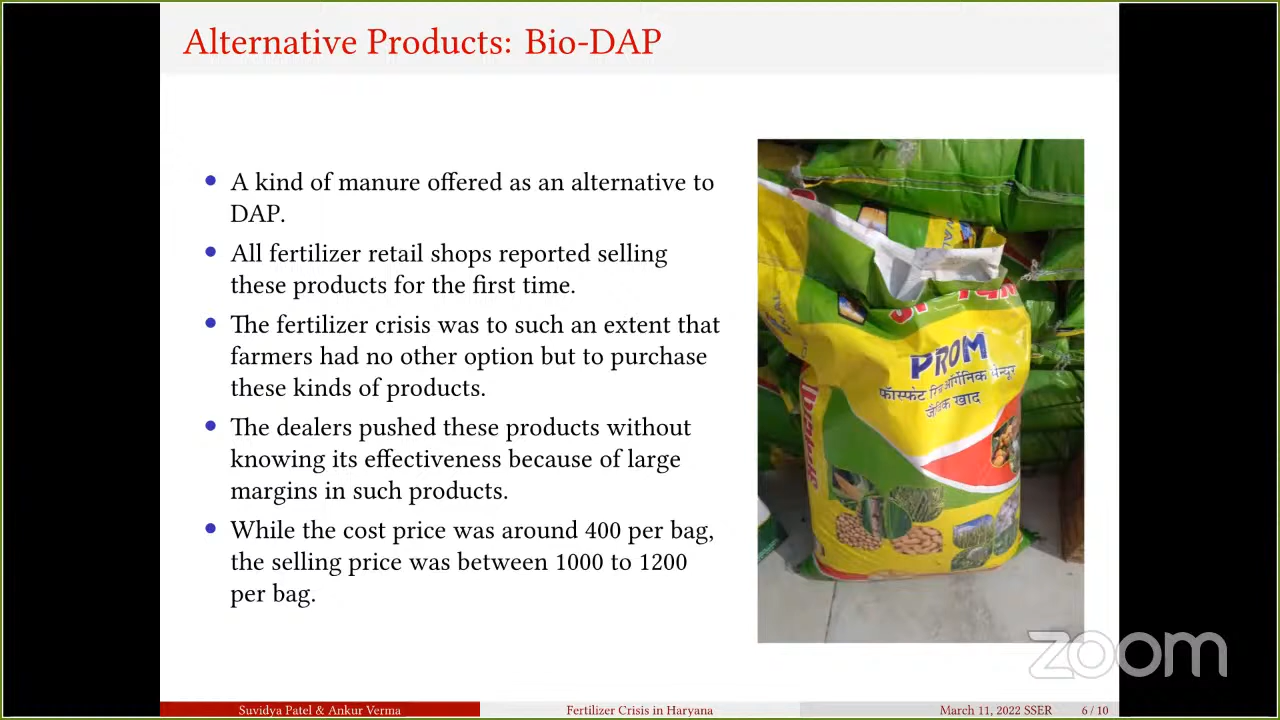 Alternative Products: Bio-DAP
A kind of manure offered as an alternative to
DAP.
All fertilizer retail shops reported selling
these products for the first time.
The fertilizer crisis was to such an extent that
farmers had no other option but to purchase
these kinds of products.
The dealers pushed these products without
knowing its effectiveness because of large
margins in such products.
While the cost price was around 400 per bag,
the selling price was between 1000 to 1200
per bag.
PROM
फॉस्फेट रिच ऑर्गेनिक मैन्यूर
जैविक खाद
zoom
Suvidya Patel & Ankur Verma
Fertilizer Crisis in Haryana
March 11, 2022 SSER
6 / 10